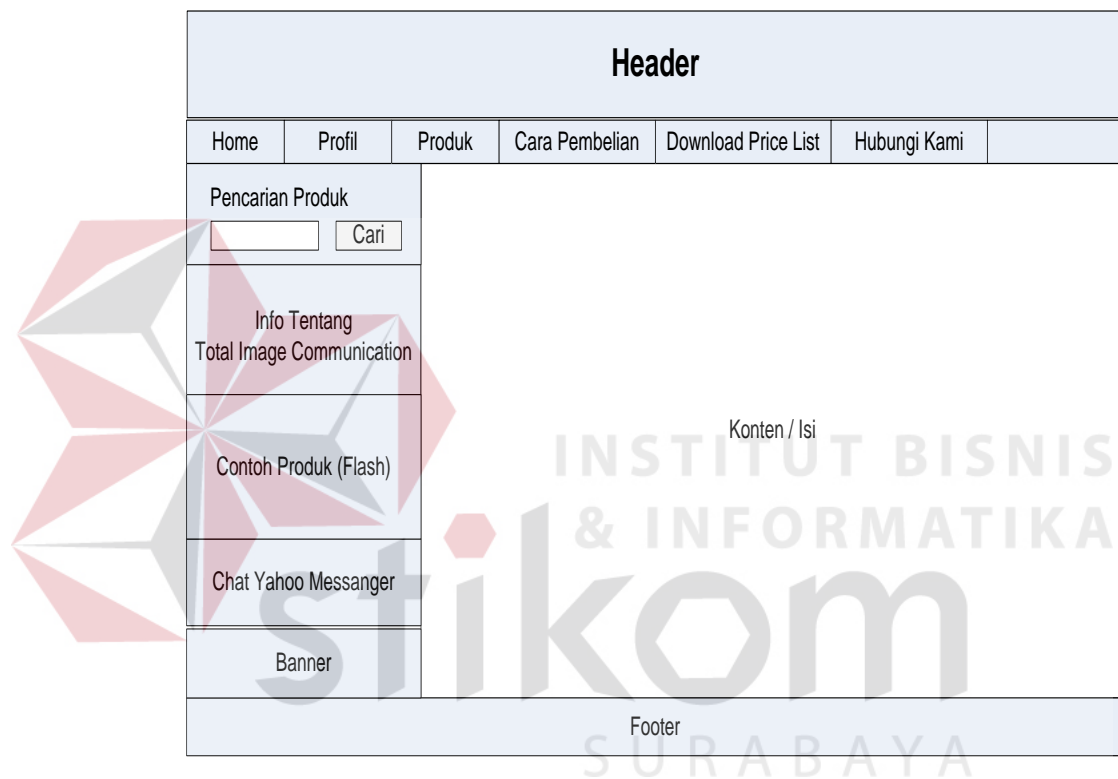 Header
Home Profil Produk Cara Pembelian Download Price List Hubungi Kami
Pencarian Produk
Cari
Info Tentang
Total Image Communication
Contoh Produk (Flash)
Chat Yahoo Messanger
Banner
Konten / Isi
Footer
INSTITUT BISNIS
& INFORMATIKA
stikom
SURABAYA